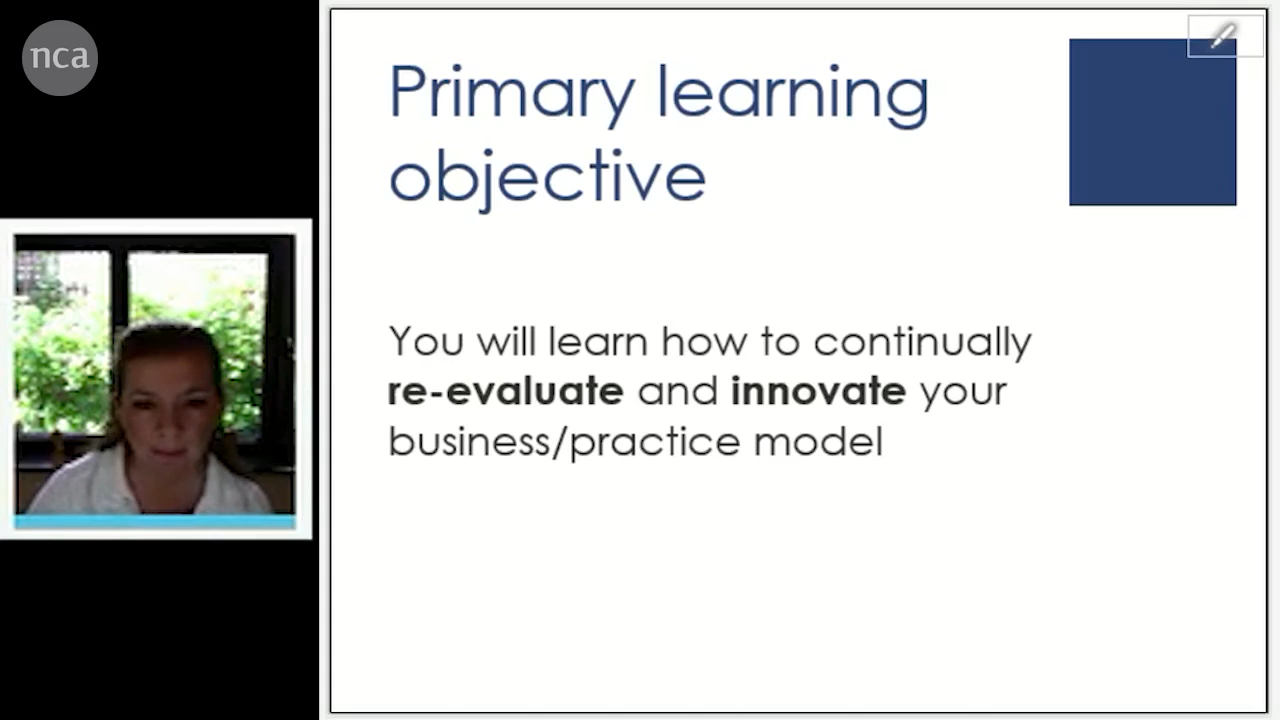 nca
Primary learning
objective
You will learn how to continually
re-evaluate and innovate your
business/practice model